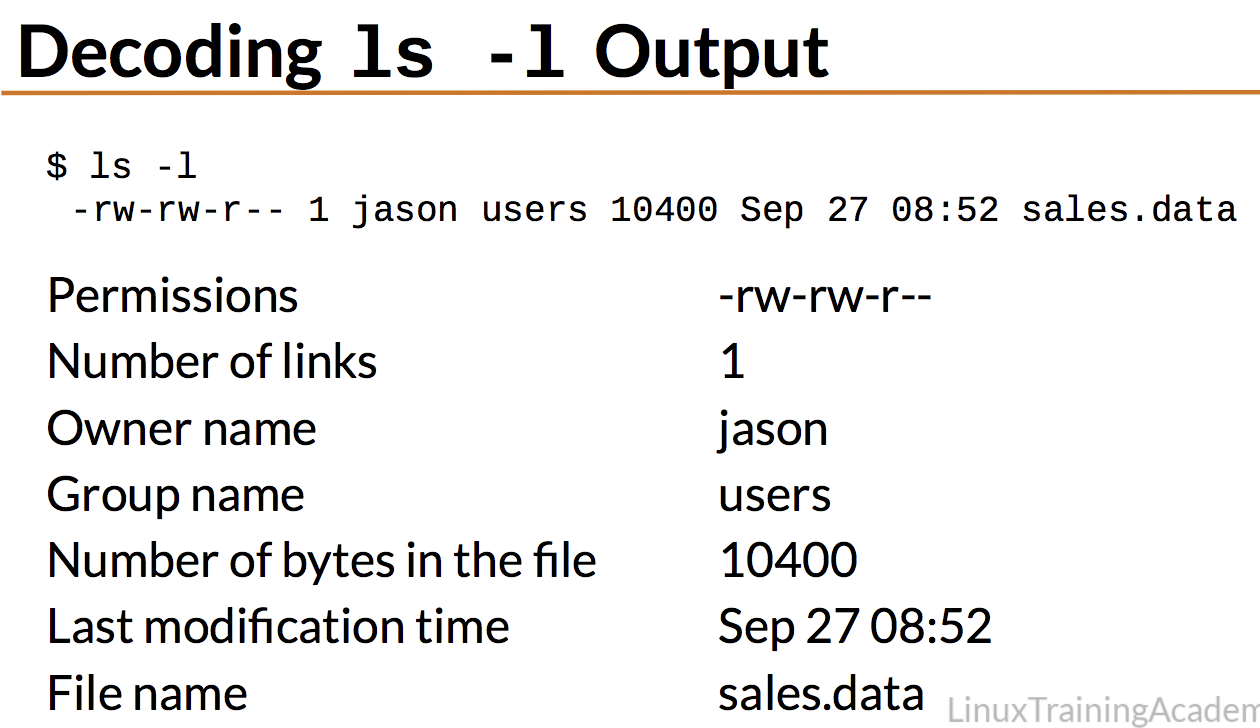 Decoding ls -l Output
$ ls -l
-rw-rw-r-- 1 jason users 10400 Sep 27 08:52 sales.data
Permissions -rw-rw-r--
Number of links 1
Owner name jason
Group name users
Number of bytes in the file 10400
Last modification time Sep 27 08:52
File name sales.data
LinuxTrainingAcadem